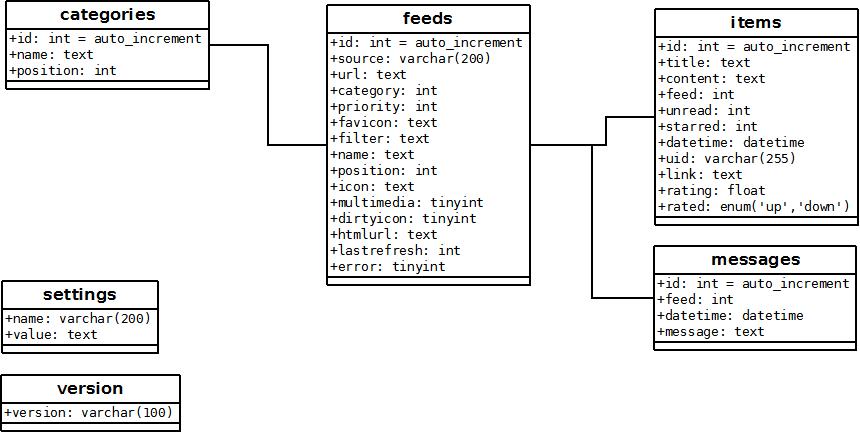 categories
+id: int = auto_increment
+name: text
+position: int
feeds
+id: int = auto_increment
+source: varchar(200)
+url: text
+category: int
+priority: int
+favicon: text
+filter: text
+name: text
+position: int
+icon: text
+multimedia: tinyint
+dirtyicon: tinyint
+htmlurl: text
+lastrefresh: int
+error: tinyint
items
+id: int = auto_increment
+title: text
+content: text
+feed: int
+unread: int
+starred: int
+datetime: datetime
+uid: varchar(255)
+link: text
+rating: float
+rated: enum('up','down')
messages
+id: int = auto_increment
+feed: int
+datetime: datetime
+message: text
settings
+name: varchar(200)
+value: text
version
+version: varchar(100)